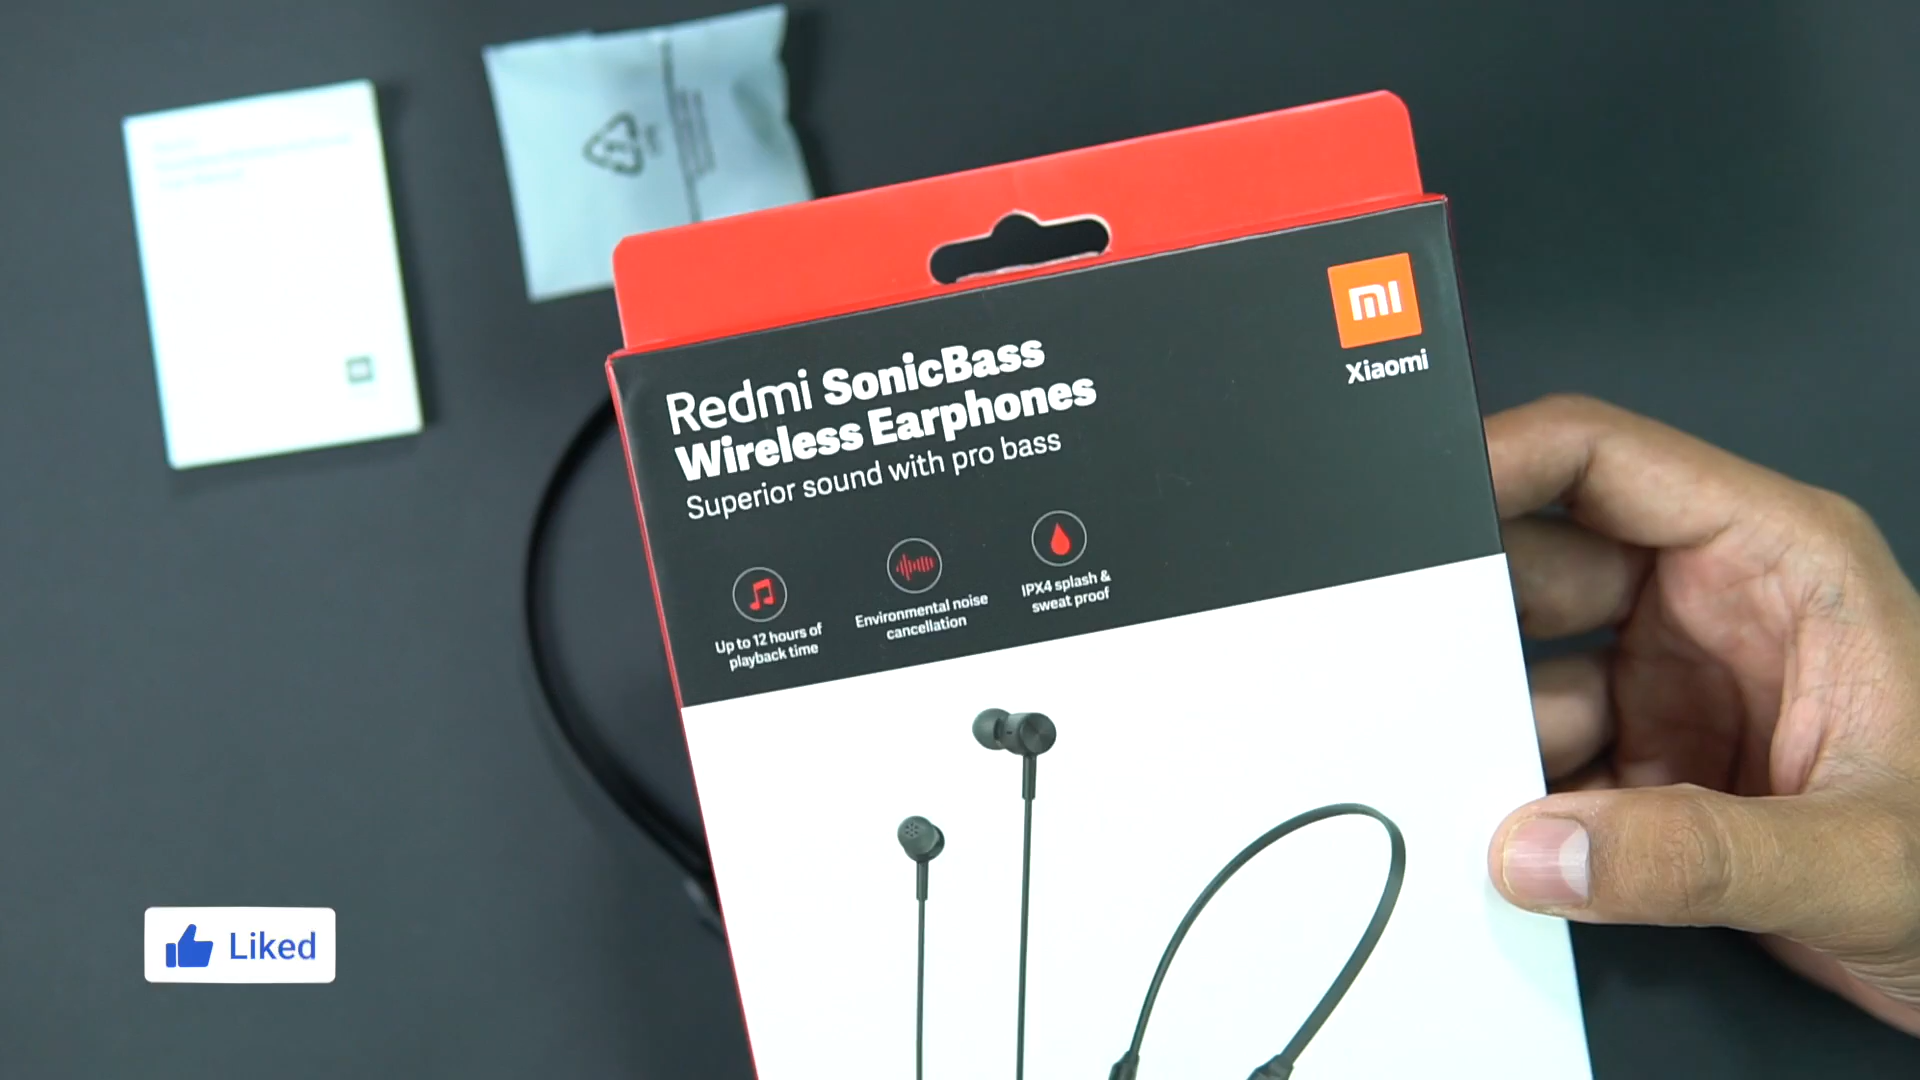 mi
Xiaomi
Redmi SonicBass
Wireless Earphones
Superior sound with pro bass
Up to 12 hours of
playback time
Environmental noise
cancellation
IPX4 splash &
sweat proof
Liked